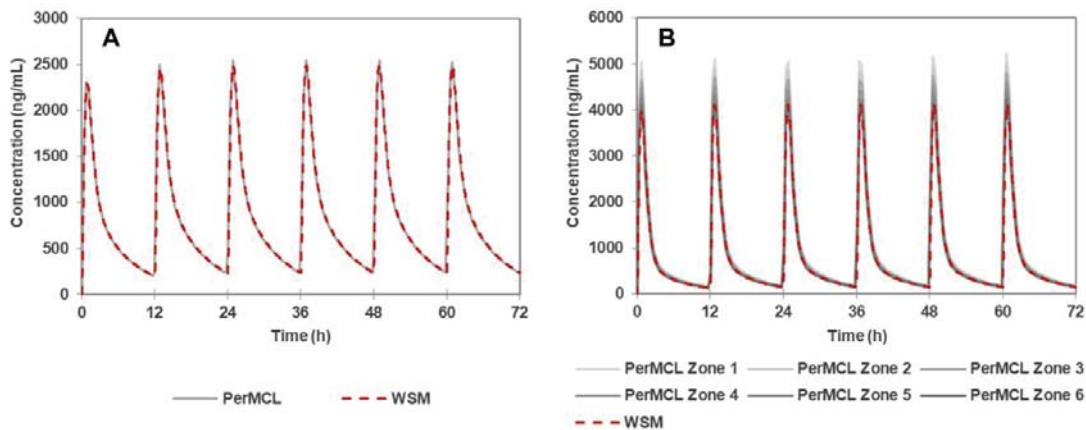 A
Concentration (ng/mL)
3000
2500
2000
1500
1000
500
0
0 12 24 36 48 60 72
Time (h)
PerMCL WSM
B
Concentration (ng/mL)
6000
5000
4000
3000
2000
1000
0
0 12 24 36 48 60 72
Time (h)
PerMCL Zone 1 PerMCL Zone 2 PerMCL Zone 3
PerMCL Zone 4 PerMCL Zone 5 PerMCL Zone 6
WSM